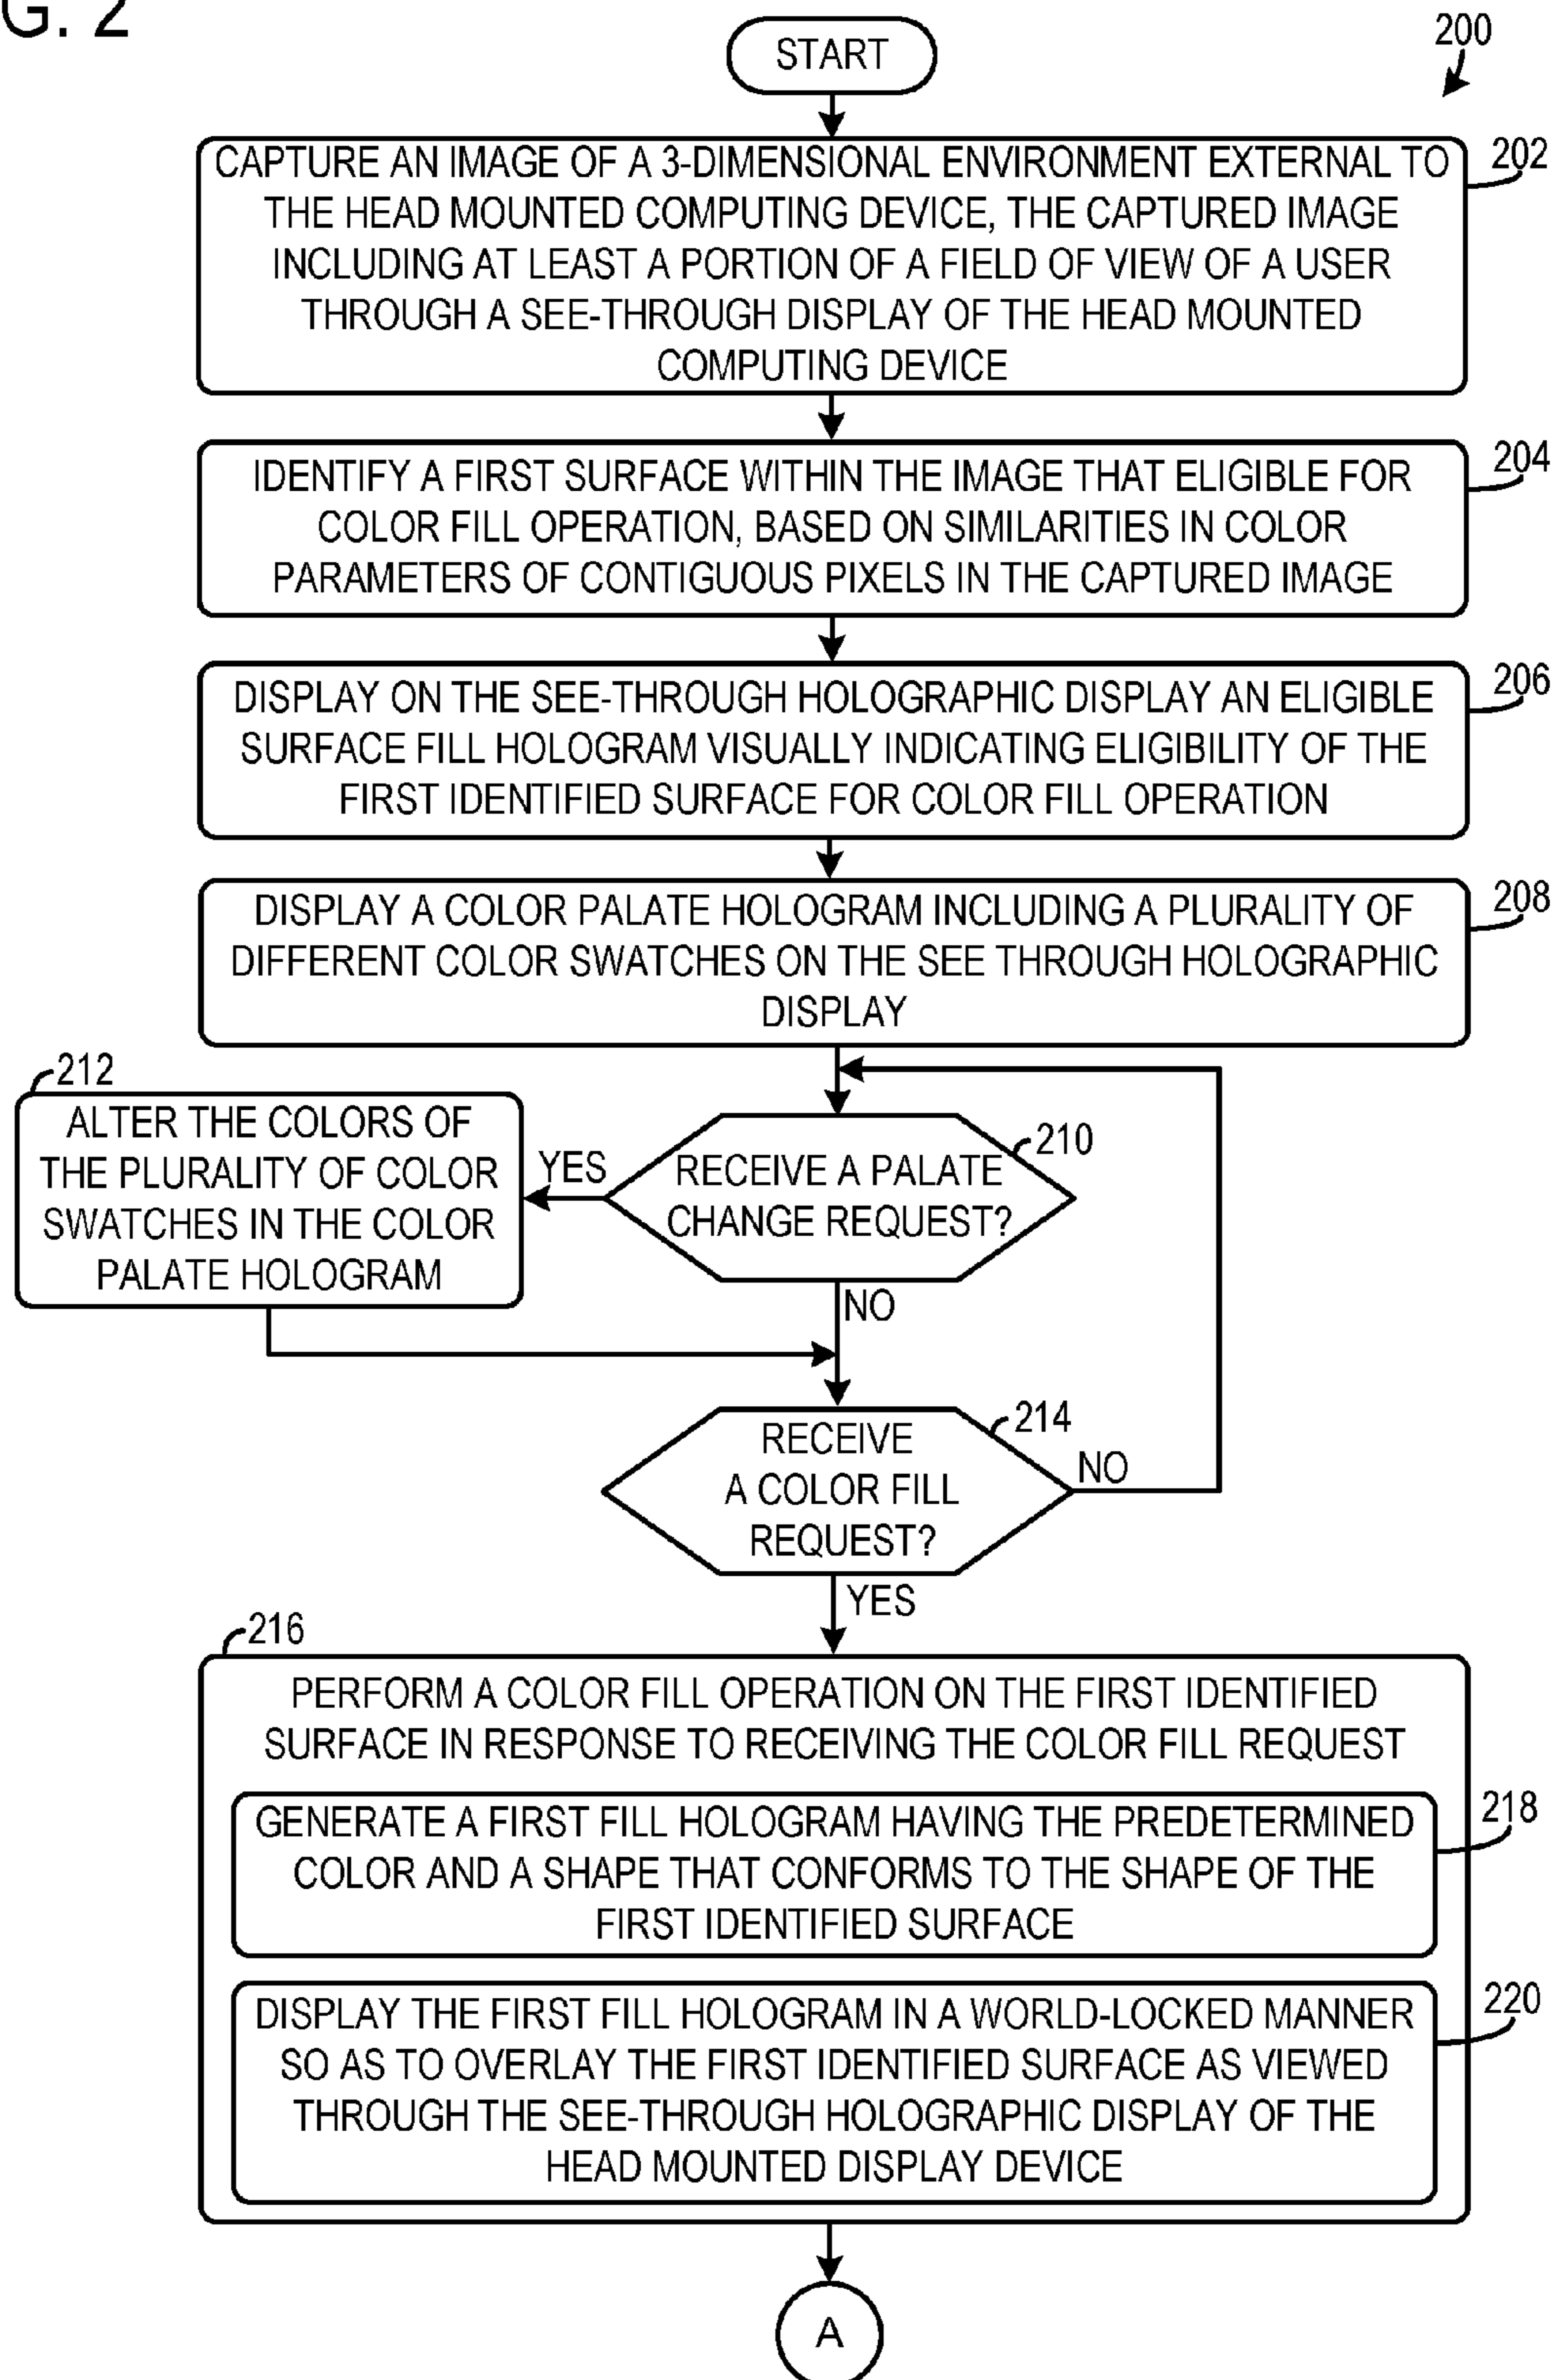 G. 2
START
200
CAPTURE AN IMAGE OF A 3-DIMENSIONAL ENVIRONMENT EXTERNAL TO
THE HEAD MOUNTED COMPUTING DEVICE, THE CAPTURED IMAGE
INCLUDING AT LEAST A PORTION OF A FIELD OF VIEW OF A USER
THROUGH A SEE-THROUGH DISPLAY OF THE HEAD MOUNTED
COMPUTING DEVICE
202
IDENTIFY A FIRST SURFACE WITHIN THE IMAGE THAT ELIGIBLE FOR
COLOR FILL OPERATION, BASED ON SIMILARITIES IN COLOR
PARAMETERS OF CONTIGUOUS PIXELS IN THE CAPTURED IMAGE
204
DISPLAY ON THE SEE-THROUGH HOLOGRAPHIC DISPLAY AN ELIGIBLE
SURFACE FILL HOLOGRAM VISUALLY INDICATING ELIGIBILITY OF THE
FIRST IDENTIFIED SURFACE FOR COLOR FILL OPERATION
206
DISPLAY A COLOR PALATE HOLOGRAM INCLUDING A PLURALITY OF
DIFFERENT COLOR SWATCHES ON THE SEE THROUGH HOLOGRAPHIC
DISPLAY
208
212
ALTER THE COLORS OF
THE PLURALITY OF COLOR
SWATCHES IN THE COLOR
PALATE HOLOGRAM
YES
RECEIVE A PALATE
CHANGE REQUEST?
210
NO
RECEIVE
A COLOR FILL
REQUEST?
214
NO
YES
216
PERFORM A COLOR FILL OPERATION ON THE FIRST IDENTIFIED
SURFACE IN RESPONSE TO RECEIVING THE COLOR FILL REQUEST
GENERATE A FIRST FILL HOLOGRAM HAVING THE PREDETERMINED
COLOR AND A SHAPE THAT CONFORMS TO THE SHAPE OF THE
FIRST IDENTIFIED SURFACE
218
DISPLAY THE FIRST FILL HOLOGRAM IN A WORLD-LOCKED MANNER
SO AS TO OVERLAY THE FIRST IDENTIFIED SURFACE AS VIEWED
THROUGH THE SEE-THROUGH HOLOGRAPHIC DISPLAY OF THE
HEAD MOUNTED DISPLAY DEVICE
220
A